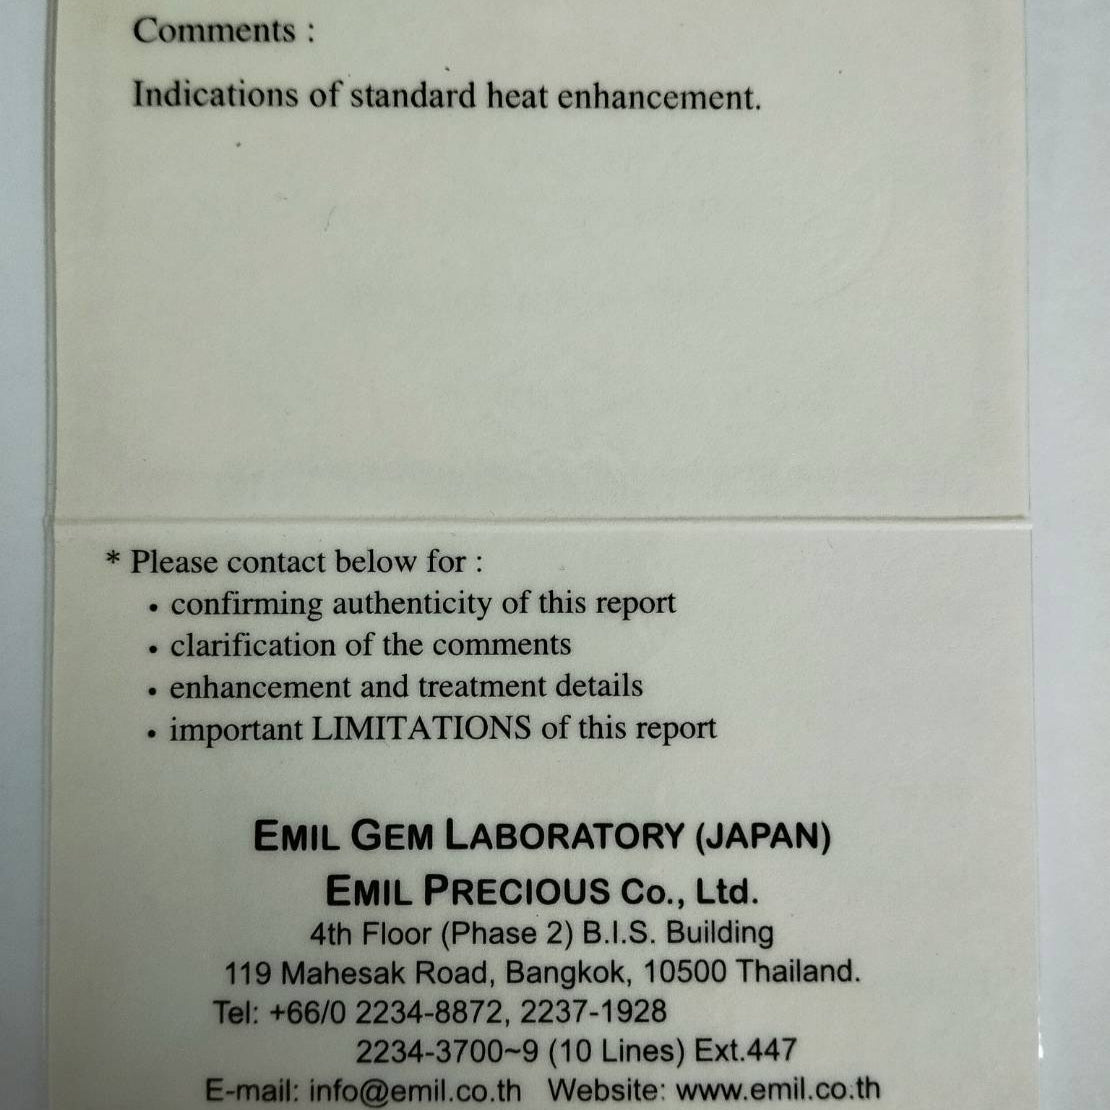 Comments :
Indications of standard heat enhancement.
* Please contact below for :
• confirming authenticity of this report
• clarification of the comments
• enhancement and treatment details
• important LIMITATIONS of this report
EMIL GEM LABORATORY (JAPAN)
EMIL PRECIOUS Co., Ltd.
4th Floor (Phase 2) B.I.S. Building
119 Mahesak Road, Bangkok, 10500 Thailand.
Tel: +66/0 2234-8872, 2237-1928
2234-3700~9 (10 Lines) Ext.447
E-mail: info@emil.co.th Website: www.emil.co.th